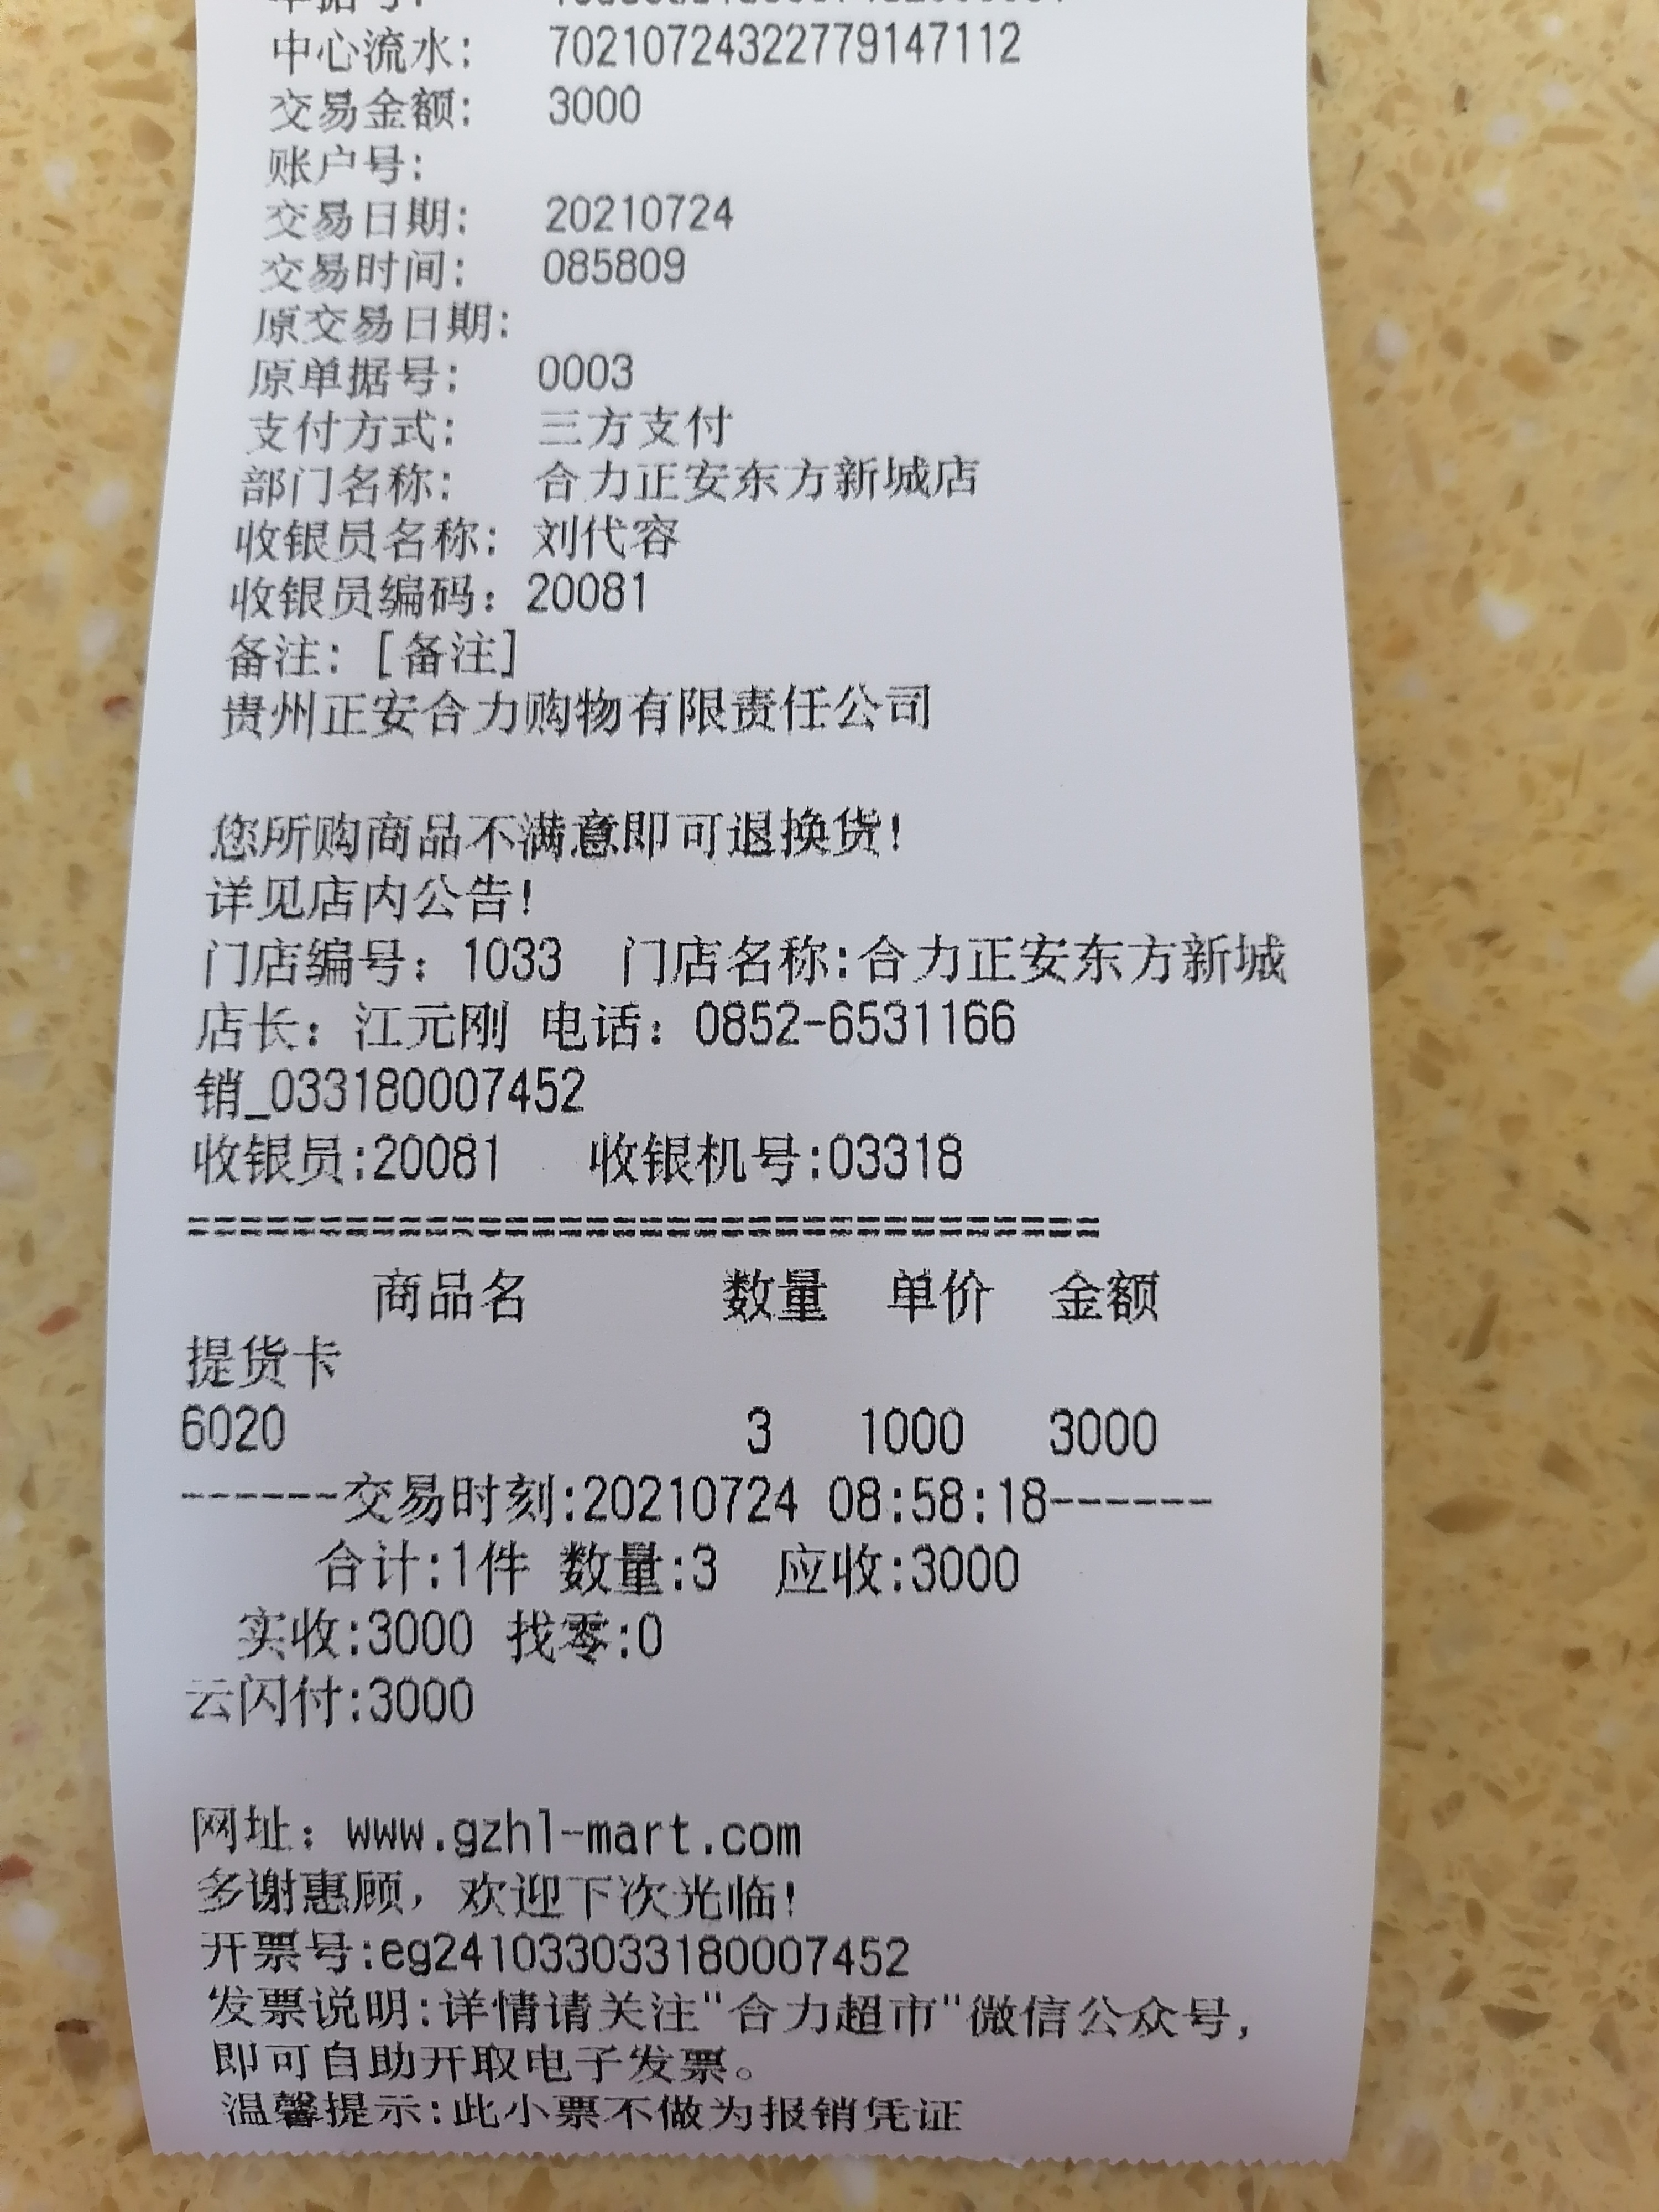 中心流水: 70210724322779147112
交易金额: 3000
账户号:
交易日期: 20210724
交易时间: 085809
原交易日期:
原单据号: 0003
支付方式: 三方支付
部门名称: 合力正安东方新城店
收银员名称: 刘代容
收银员编码: 20081
备注: [备注]
贵州正安合力购物有限责任公司
您所购商品不满意即可退换货!
详见店内公告!
门店编号: 1033 门店名称:合力正安东方新城
店长: 江元刚 电话: 0852-6531166
销_033180007452
收银员:20081 收银机号:03318
==================================
商品名 数量 单价 金额
提货卡
6020 3 1000 3000
------交易时刻:20210724 08:58:18------
合计:1件 数量:3 应收:3000
实收:3000 找零:0
云闪付:3000
网址: www.gzhl-mart.com
多谢惠顾, 欢迎下次光临!
开票号:eg241033033180007452
发票说明:详情请关注"合力超市"微信公众号,
即可自助开取电子发票。
温馨提示:此小票不做为报销凭证